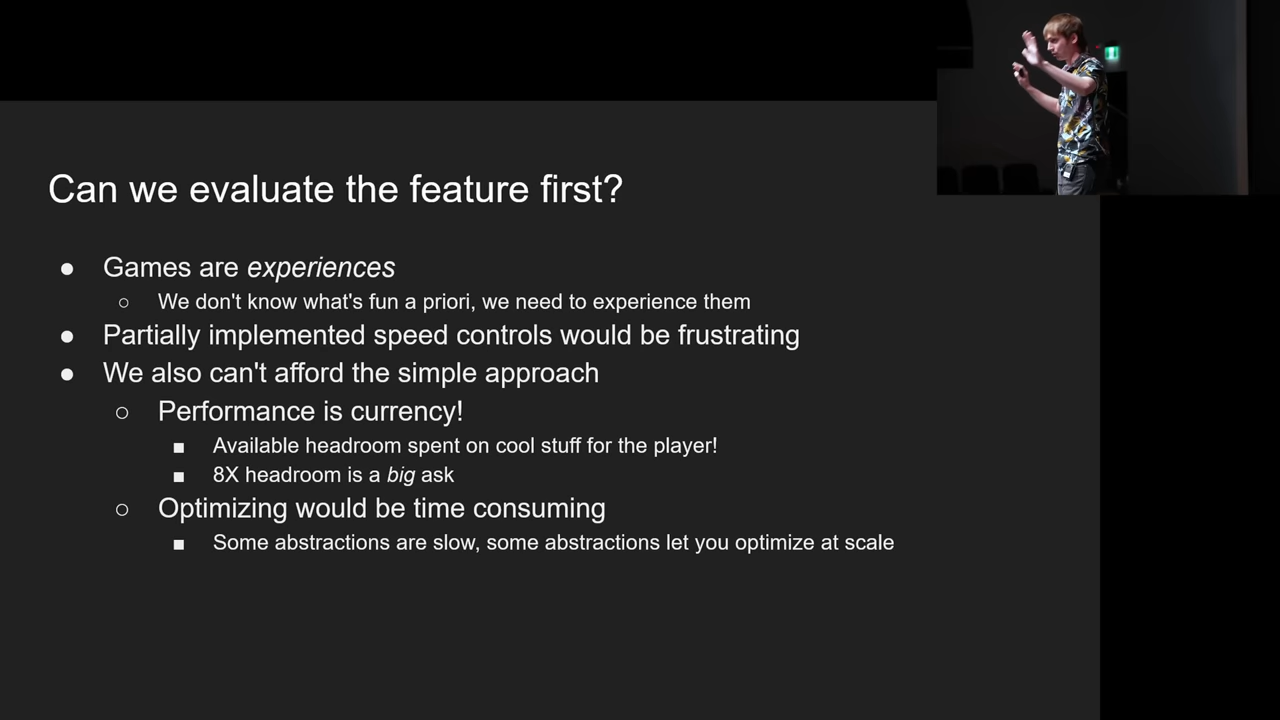 Can we evaluate the feature first?
● Games are experiences
○ We don't know what's fun a priori, we need to experience them
● Partially implemented speed controls would be frustrating
● We also can't afford the simple approach
○ Performance is currency!
■ Available headroom spent on cool stuff for the player!
■ 8X headroom is a big ask
○ Optimizing would be time consuming
■ Some abstractions are slow, some abstractions let you optimize at scale